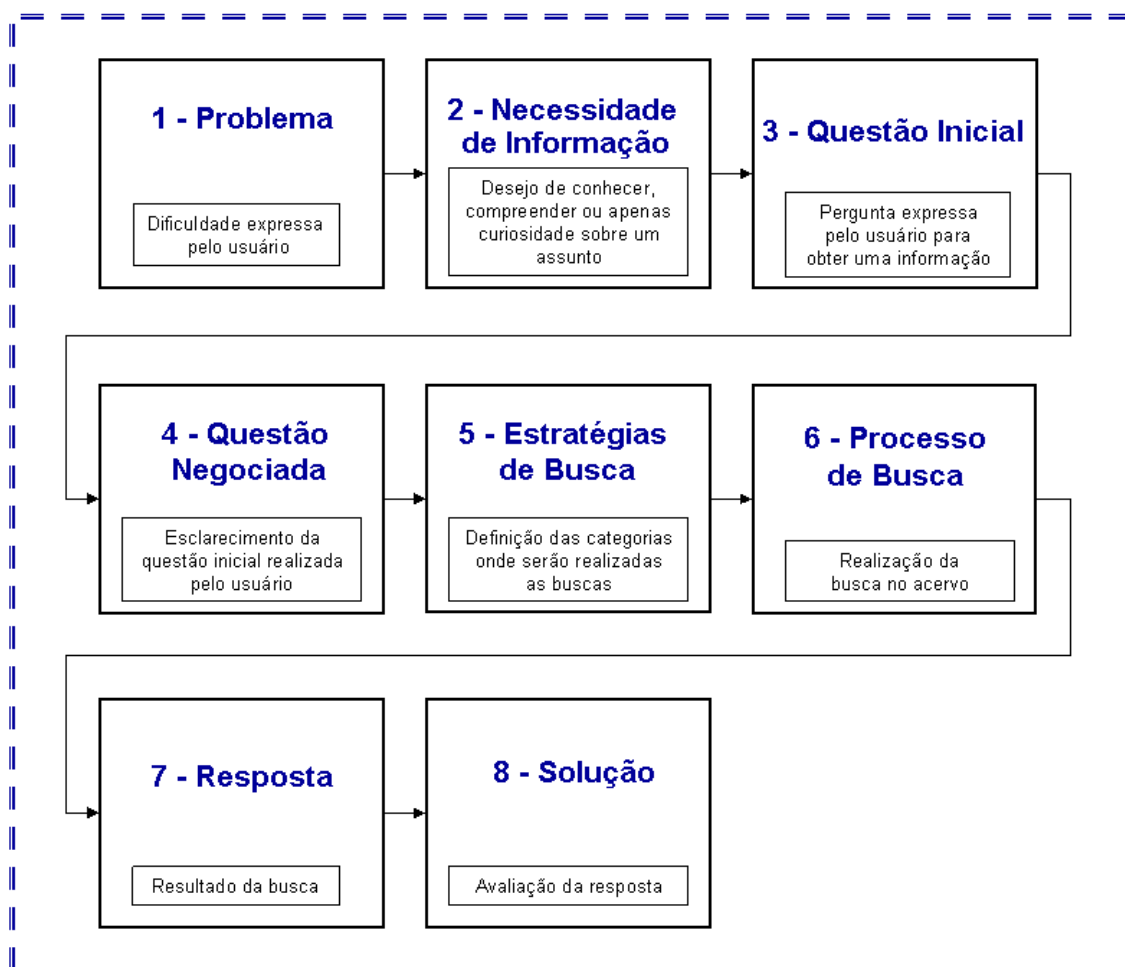 1 - Problema
Dificuldade expressa
pelo usuário
2 - Necessidade
de Informação
Desejo de conhecer,
compreender ou apenas
curiosidade sobre um
assunto
3 - Questão Inicial
Pergunta expressa
pelo usuário para
obter uma informação
4 - Questão
Negociada
Esclarecimento da
questão inicial realizada
pelo usuário
5 - Estratégias
de Busca
Definição das categorias
onde serão realizadas
as buscas
6 - Processo
de Busca
Realização da
busca no acervo
7 - Resposta
Resultado da busca
8 - Solução
Avaliação da resposta